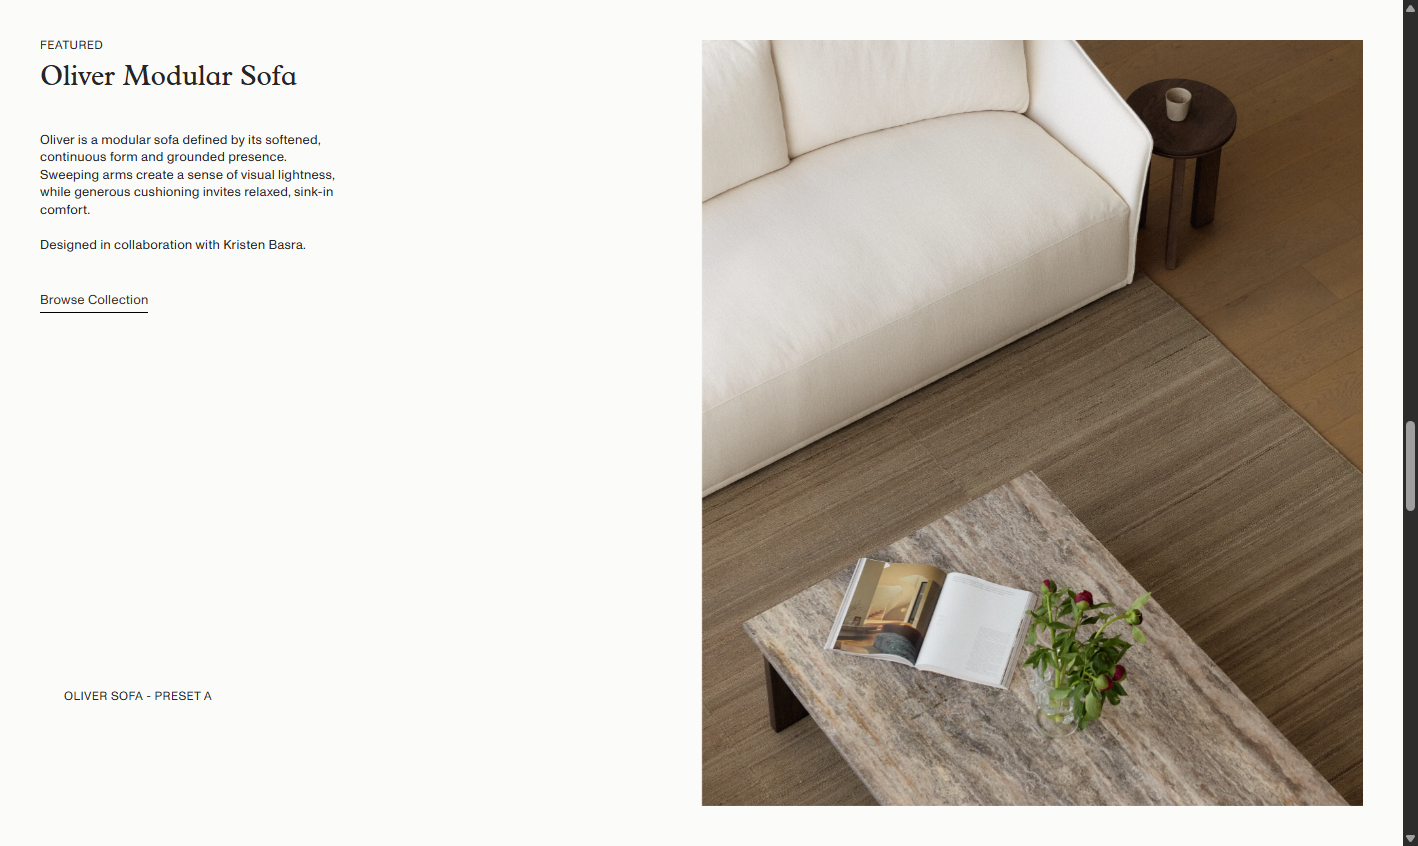 FEATURED
Oliver Modular Sofa
Oliver is a modular sofa defined by its softened,
continuous form and grounded presence.
Sweeping arms create a sense of visual lightness,
while generous cushioning invites relaxed, sink-in
comfort.
Designed in collaboration with Kristen Basra.
Browse Collection
OLIVER SOFA - PRESET A